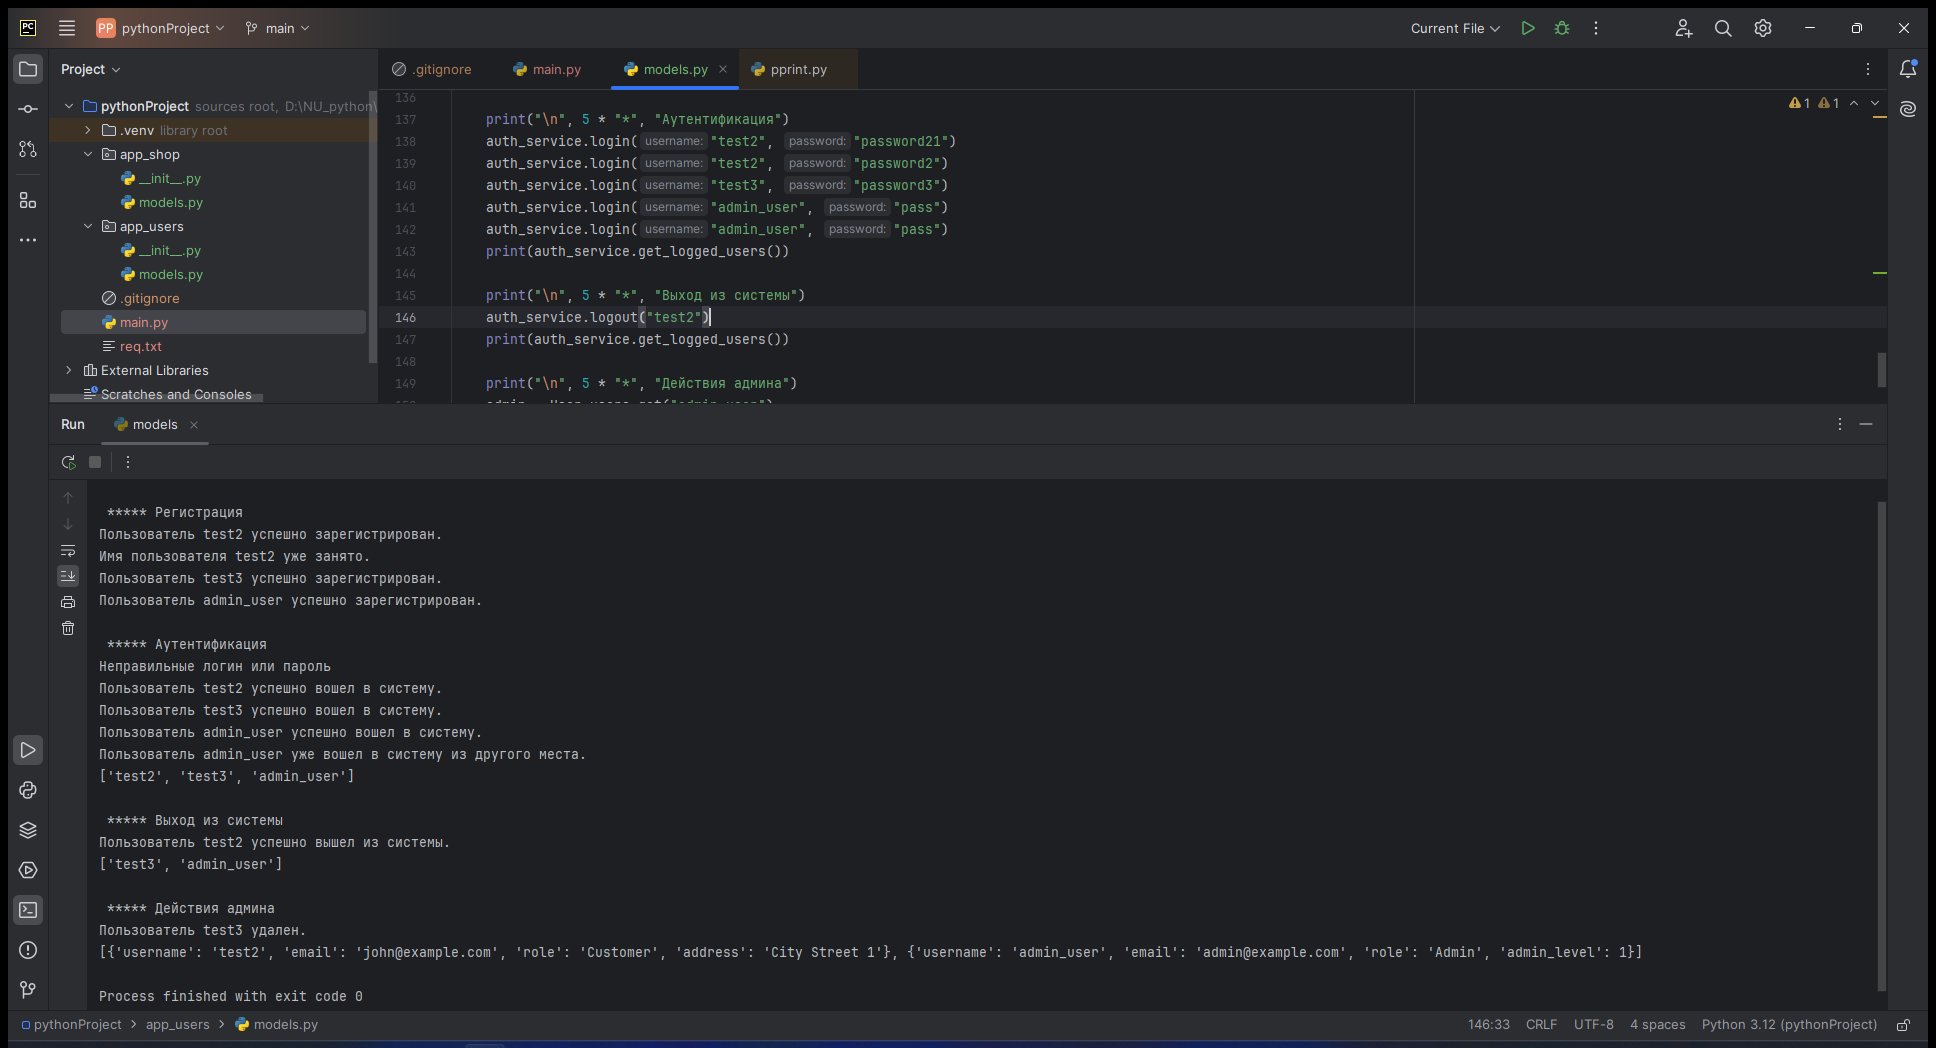 PC
PP pythonProject
main
Current File
Project
pythonProject sources root, D:\NU_python\
.venv library root
app_shop
__init__.py
models.py
app_users
__init__.py
models.py
.gitignore
main.py
req.txt
External Libraries
Scratches and Consoles
.gitignore
main.py
models.py
pprint.py
1 1
136
137 print("\n", 5 * "*", "Аутентификация")
138 auth_service.login( username: "test2", password: "password21")
139 auth_service.login( username: "test2", password: "password2")
140 auth_service.login( username: "test3", password: "password3")
141 auth_service.login( username: "admin_user", password: "pass")
142 auth_service.login( username: "admin_user", password: "pass")
143 print(auth_service.get_logged_users())
144
145 print("\n", 5 * "*", "Выход из системы")
146 auth_service.logout("test2")
147 print(auth_service.get_logged_users())
148
149 print("\n", 5 * "*", "Действия админа")
Run
models
***** Регистрация
Пользователь test2 успешно зарегистрирован.
Имя пользователя test2 уже занято.
Пользователь test3 успешно зарегистрирован.
Пользователь admin_user успешно зарегистрирован.
***** Аутентификация
Неправильные логин или пароль
Пользователь test2 успешно вошел в систему.
Пользователь test3 успешно вошел в систему.
Пользователь admin_user успешно вошел в систему.
Пользователь admin_user уже вошел в систему из другого места.
['test2', 'test3', 'admin_user']
***** Выход из системы
Пользователь test2 успешно вышел из системы.
['test3', 'admin_user']
***** Действия админа
Пользователь test3 удален.
[{'username': 'test2', 'email': 'john@example.com', 'role': 'Customer', 'address': 'City Street 1'}, {'username': 'admin_user', 'email': 'admin@example.com', 'role': 'Admin', 'admin_level': 1}]
Process finished with exit code 0
pythonProject > app_users > models.py
146:33 CRLF UTF-8 4 spaces Python 3.12 (pythonProject)